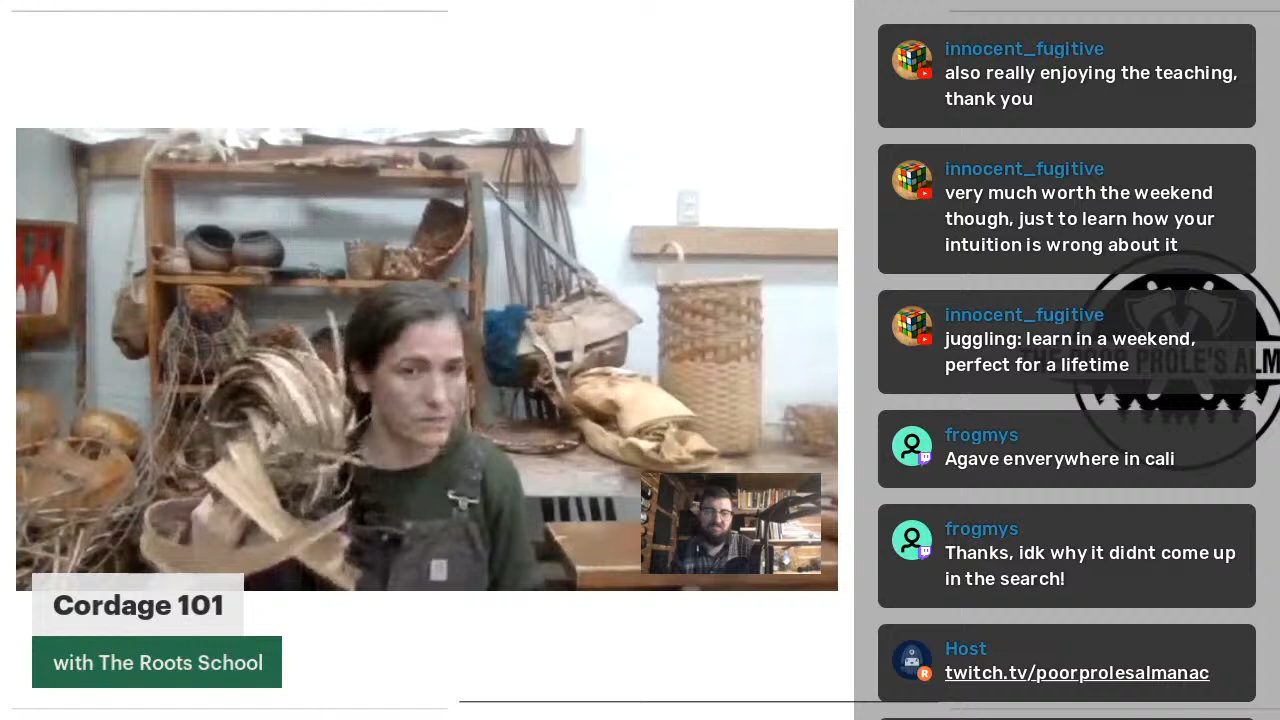 innocent_fugitive
also really enjoying the teaching,
thank you
innocent_fugitive
very much worth the weekend
though, just to learn how your
intuition is wrong about it
innocent_fugitive
juggling: learn in a weekend,
perfect for a lifetime
PROLE'S ALM
frogmys
Agave enverywhere in cali
frogmys
Thanks, idk why it didnt come up
in the search!
Host
twitch.tv/poorprolesalmanac
Cordage 101
with The Roots School